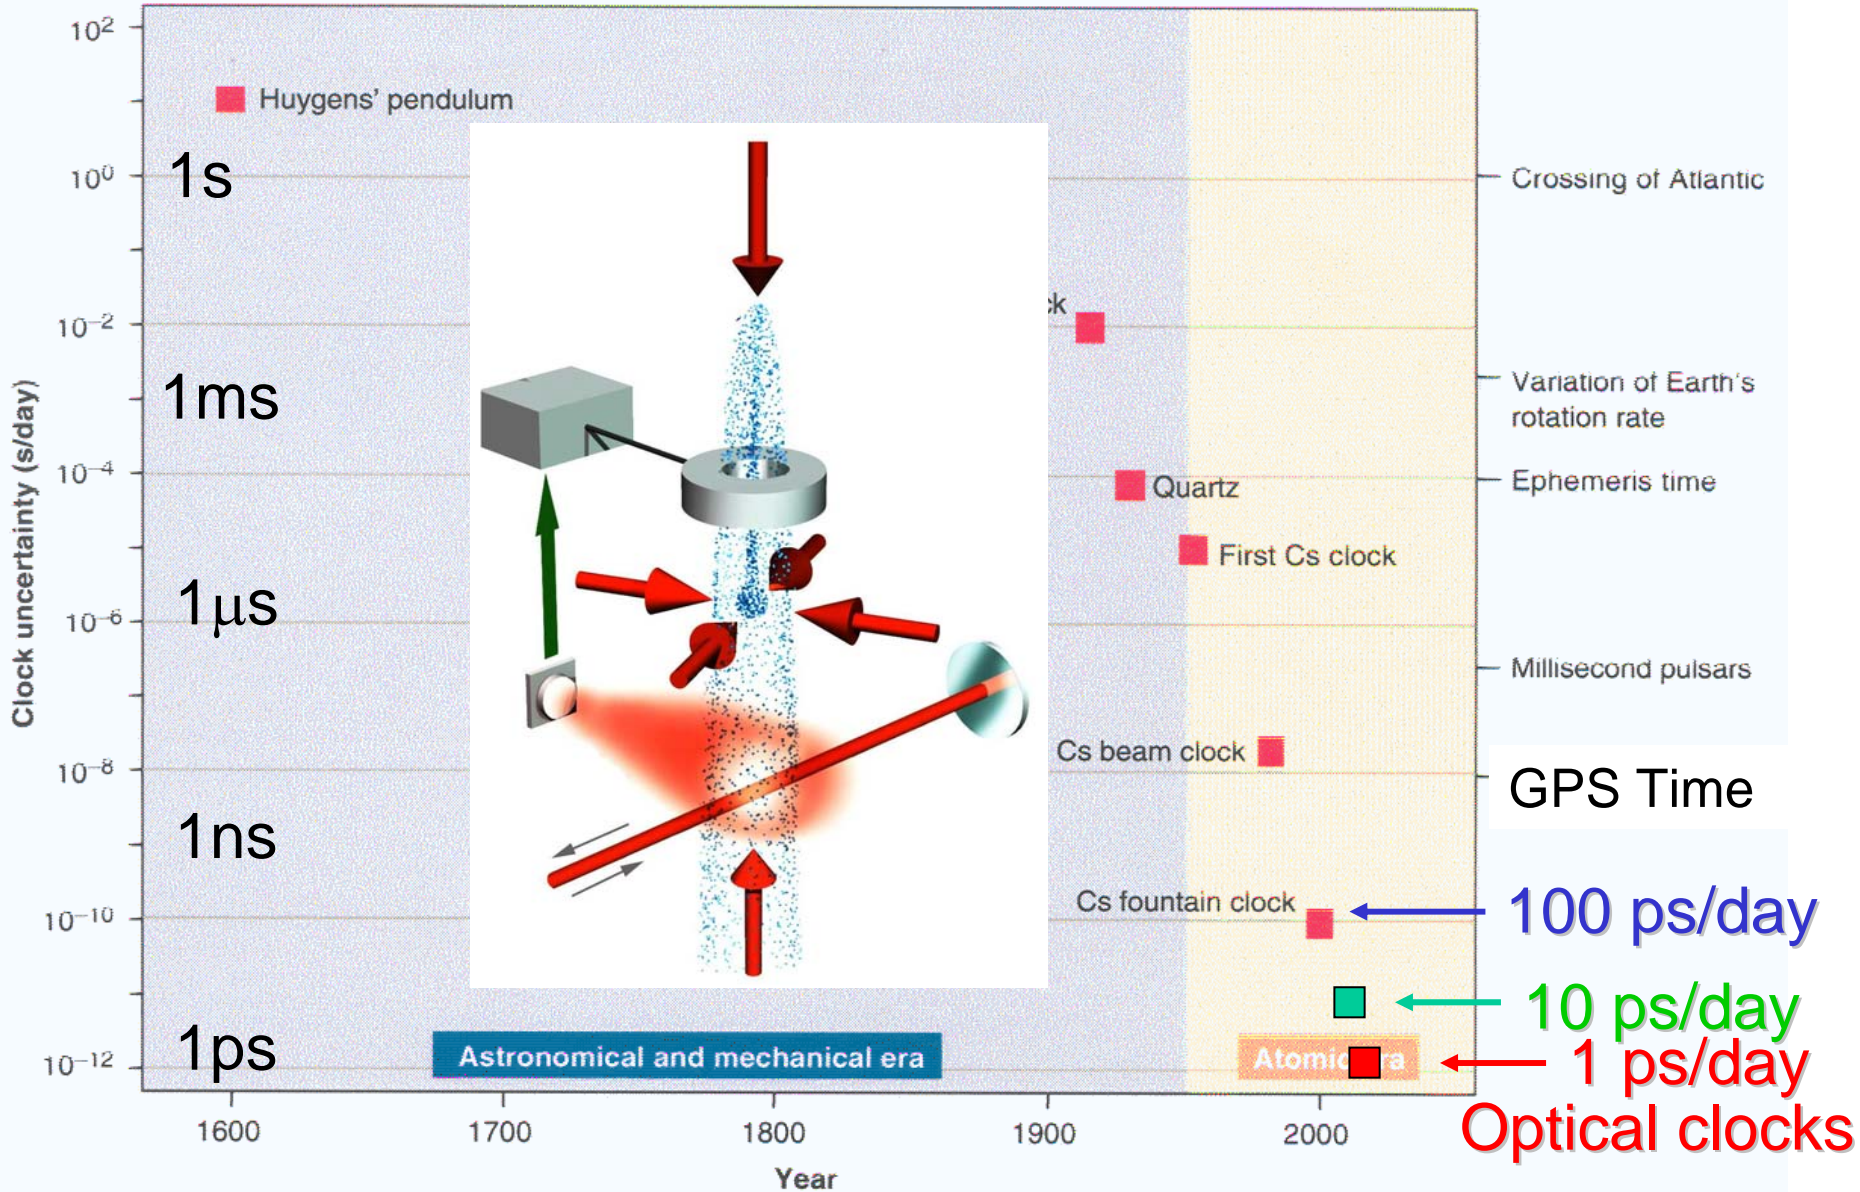 10²
Huygens' pendulum
1s
10⁰
Crossing of Atlantic
ck
10⁻²
1ms
Variation of Earth's
rotation rate
10⁻⁴
Quartz
Ephemeris time
First Cs clock
1μs
10⁻⁶
Millisecond pulsars
Cs beam clock
10⁻⁸
GPS Time
1ns
Cs fountain clock
100 ps/day
10⁻¹⁰
10 ps/day
1ps
10⁻¹²
Astronomical and mechanical era
1 ps/day
Optical clocks
1600
1700
1800
1900
2000
Year
Clock uncertainty (s/day)